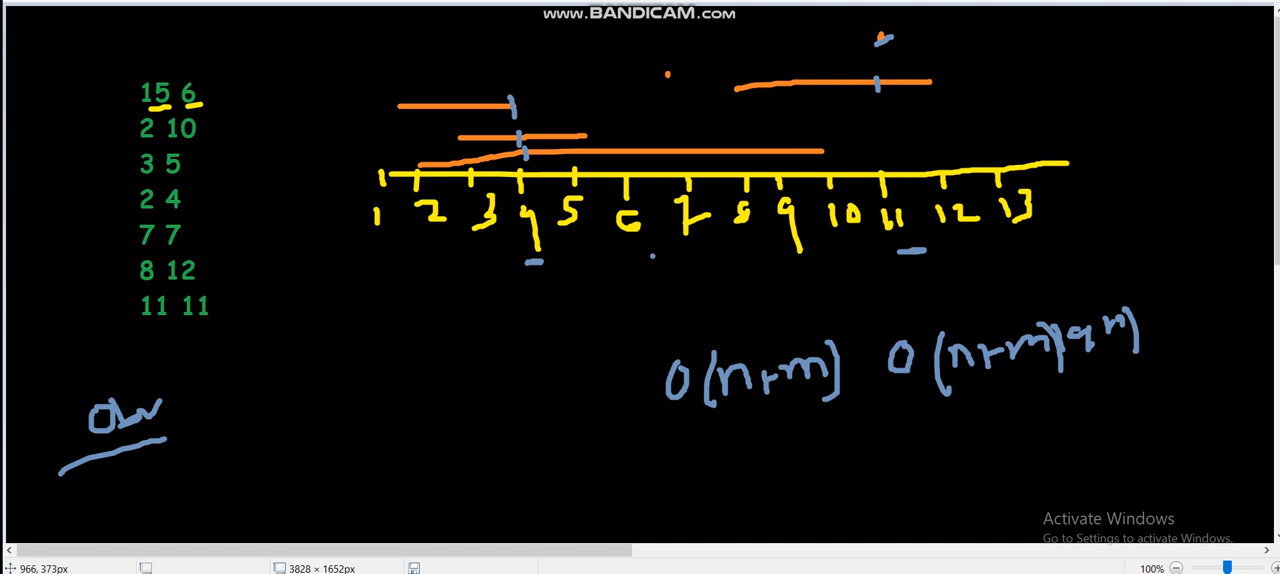 www.BANDICAM.com
15 6
2 10
3 5
2 4
7 7
8 12
11 11
1 2 3 4 5 6 7 8 9 10 11 12 13
O(n+m) O(n+m)
Activate Windows
Go to Settings to activate Windows.
966, 373px 3828 × 1652px 100%